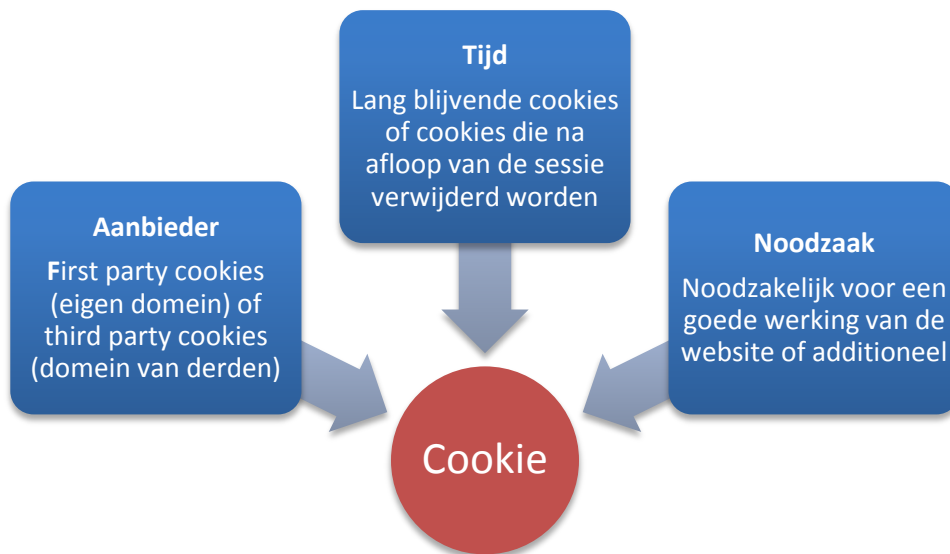 Tijd
Lang blijvende cookies
of cookies die na
afloop van de sessie
verwijderd worden
Aanbieder
First party cookies
(eigen domein) of
third party cookies
(domein van derden)
Noodzaak
Noodzakelijk voor een
goede werking van de
website of additioneel
Cookie